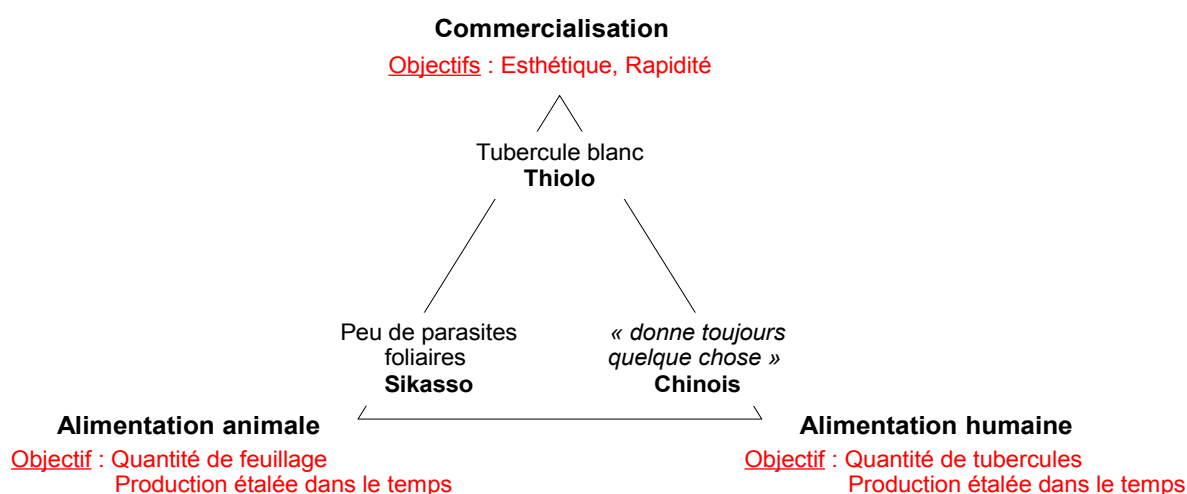 Commercialisation
Objectifs : Esthétique, Rapidité
Tubercule blanc
Thiolo
Peu de parasites
foliaires
Sikasso
« donne toujours
quelque chose »
Chinois
Alimentation animale
Objectif : Quantité de feuillage
Production étalée dans le temps
Alimentation humaine
Objectif : Quantité de tubercules
Production étalée dans le temps